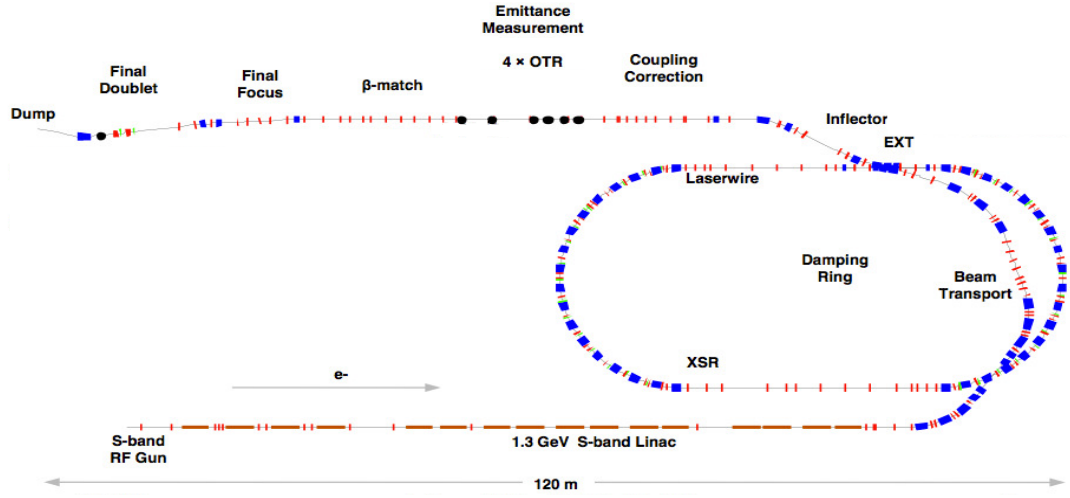 Emittance
Measurement
4 × OTR
Final
Doublet
Final
Focus
β-match
Coupling
Correction
Dump
Inflector
EXT
Laserwire
Damping
Ring
Beam
Transport
XSR
e-
S-band
RF Gun
1.3 GeV S-band Linac
120 m